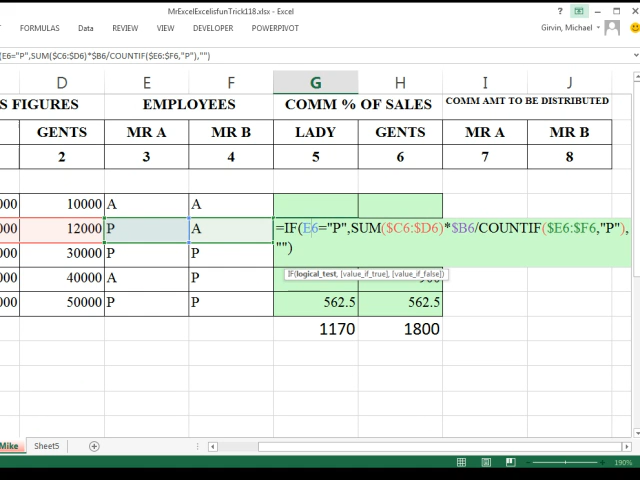 MrExcelExcelisfunTrick118.xlsx - Excel
FORMULAS Data REVIEW VIEW DEVELOPER POWERPIVOT Girvin, Michael
E6="P",SUM($C6:$D6)*$B6/COUNTIF($E6:$F6,"P"),"")
D E F G H I J
S FIGURES EMPLOYEES COMM % OF SALES COMM AMT TO BE DISTRIBUTED
GENTS MR A MR B LADY GENTS MR A MR B
2 3 4 5 6 7 8
10000 A A
12000 P A =IF(E6="P",SUM($C6:$D6)*$B6/COUNTIF($E6:$F6,"P"),
"")
30000 P P
IF(logical_test, [value_if_true], [value_if_false])
40000 A P
50000 P P 562.5 562.5
1170 1800
Mike Sheet5
190%